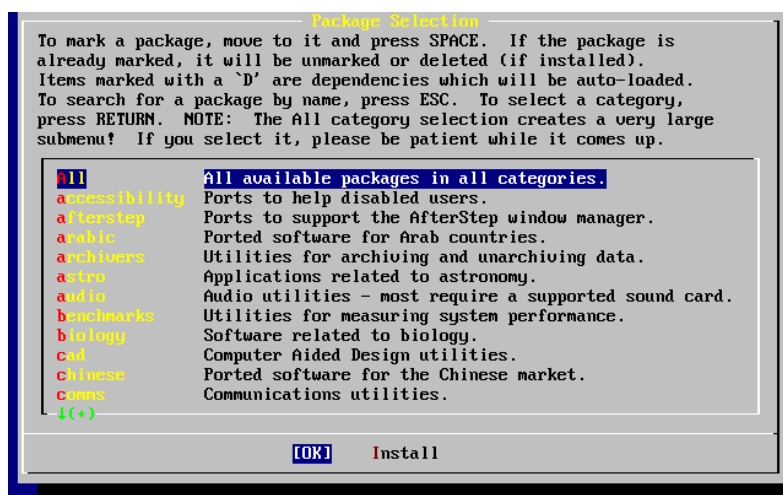 Package Selection
To mark a package, move to it and press SPACE.  If the package is
already marked, it will be unmarked or deleted (if installed).
Items marked with a `D' are dependencies which will be auto-loaded.
To search for a package by name, press ESC.  To select a category,
press RETURN.  NOTE:  The All category selection creates a very large
submenu!  If you select it, please be patient while it comes up.
All All available packages in all categories.
accessibility Ports to help disabled users.
afterstep Ports to support the AfterStep window manager.
arabic Ported software for Arab countries.
archivers Utilities for archiving and unarchiving data.
astro Applications related to astronomy.
audio Audio utilities - most require a supported sound card.
benchmarks Utilities for measuring system performance.
biology Software related to biology.
cad Computer Aided Design utilities.
chinese Ported software for the Chinese market.
comms Communications utilities.
↓(+)
[OK] Install